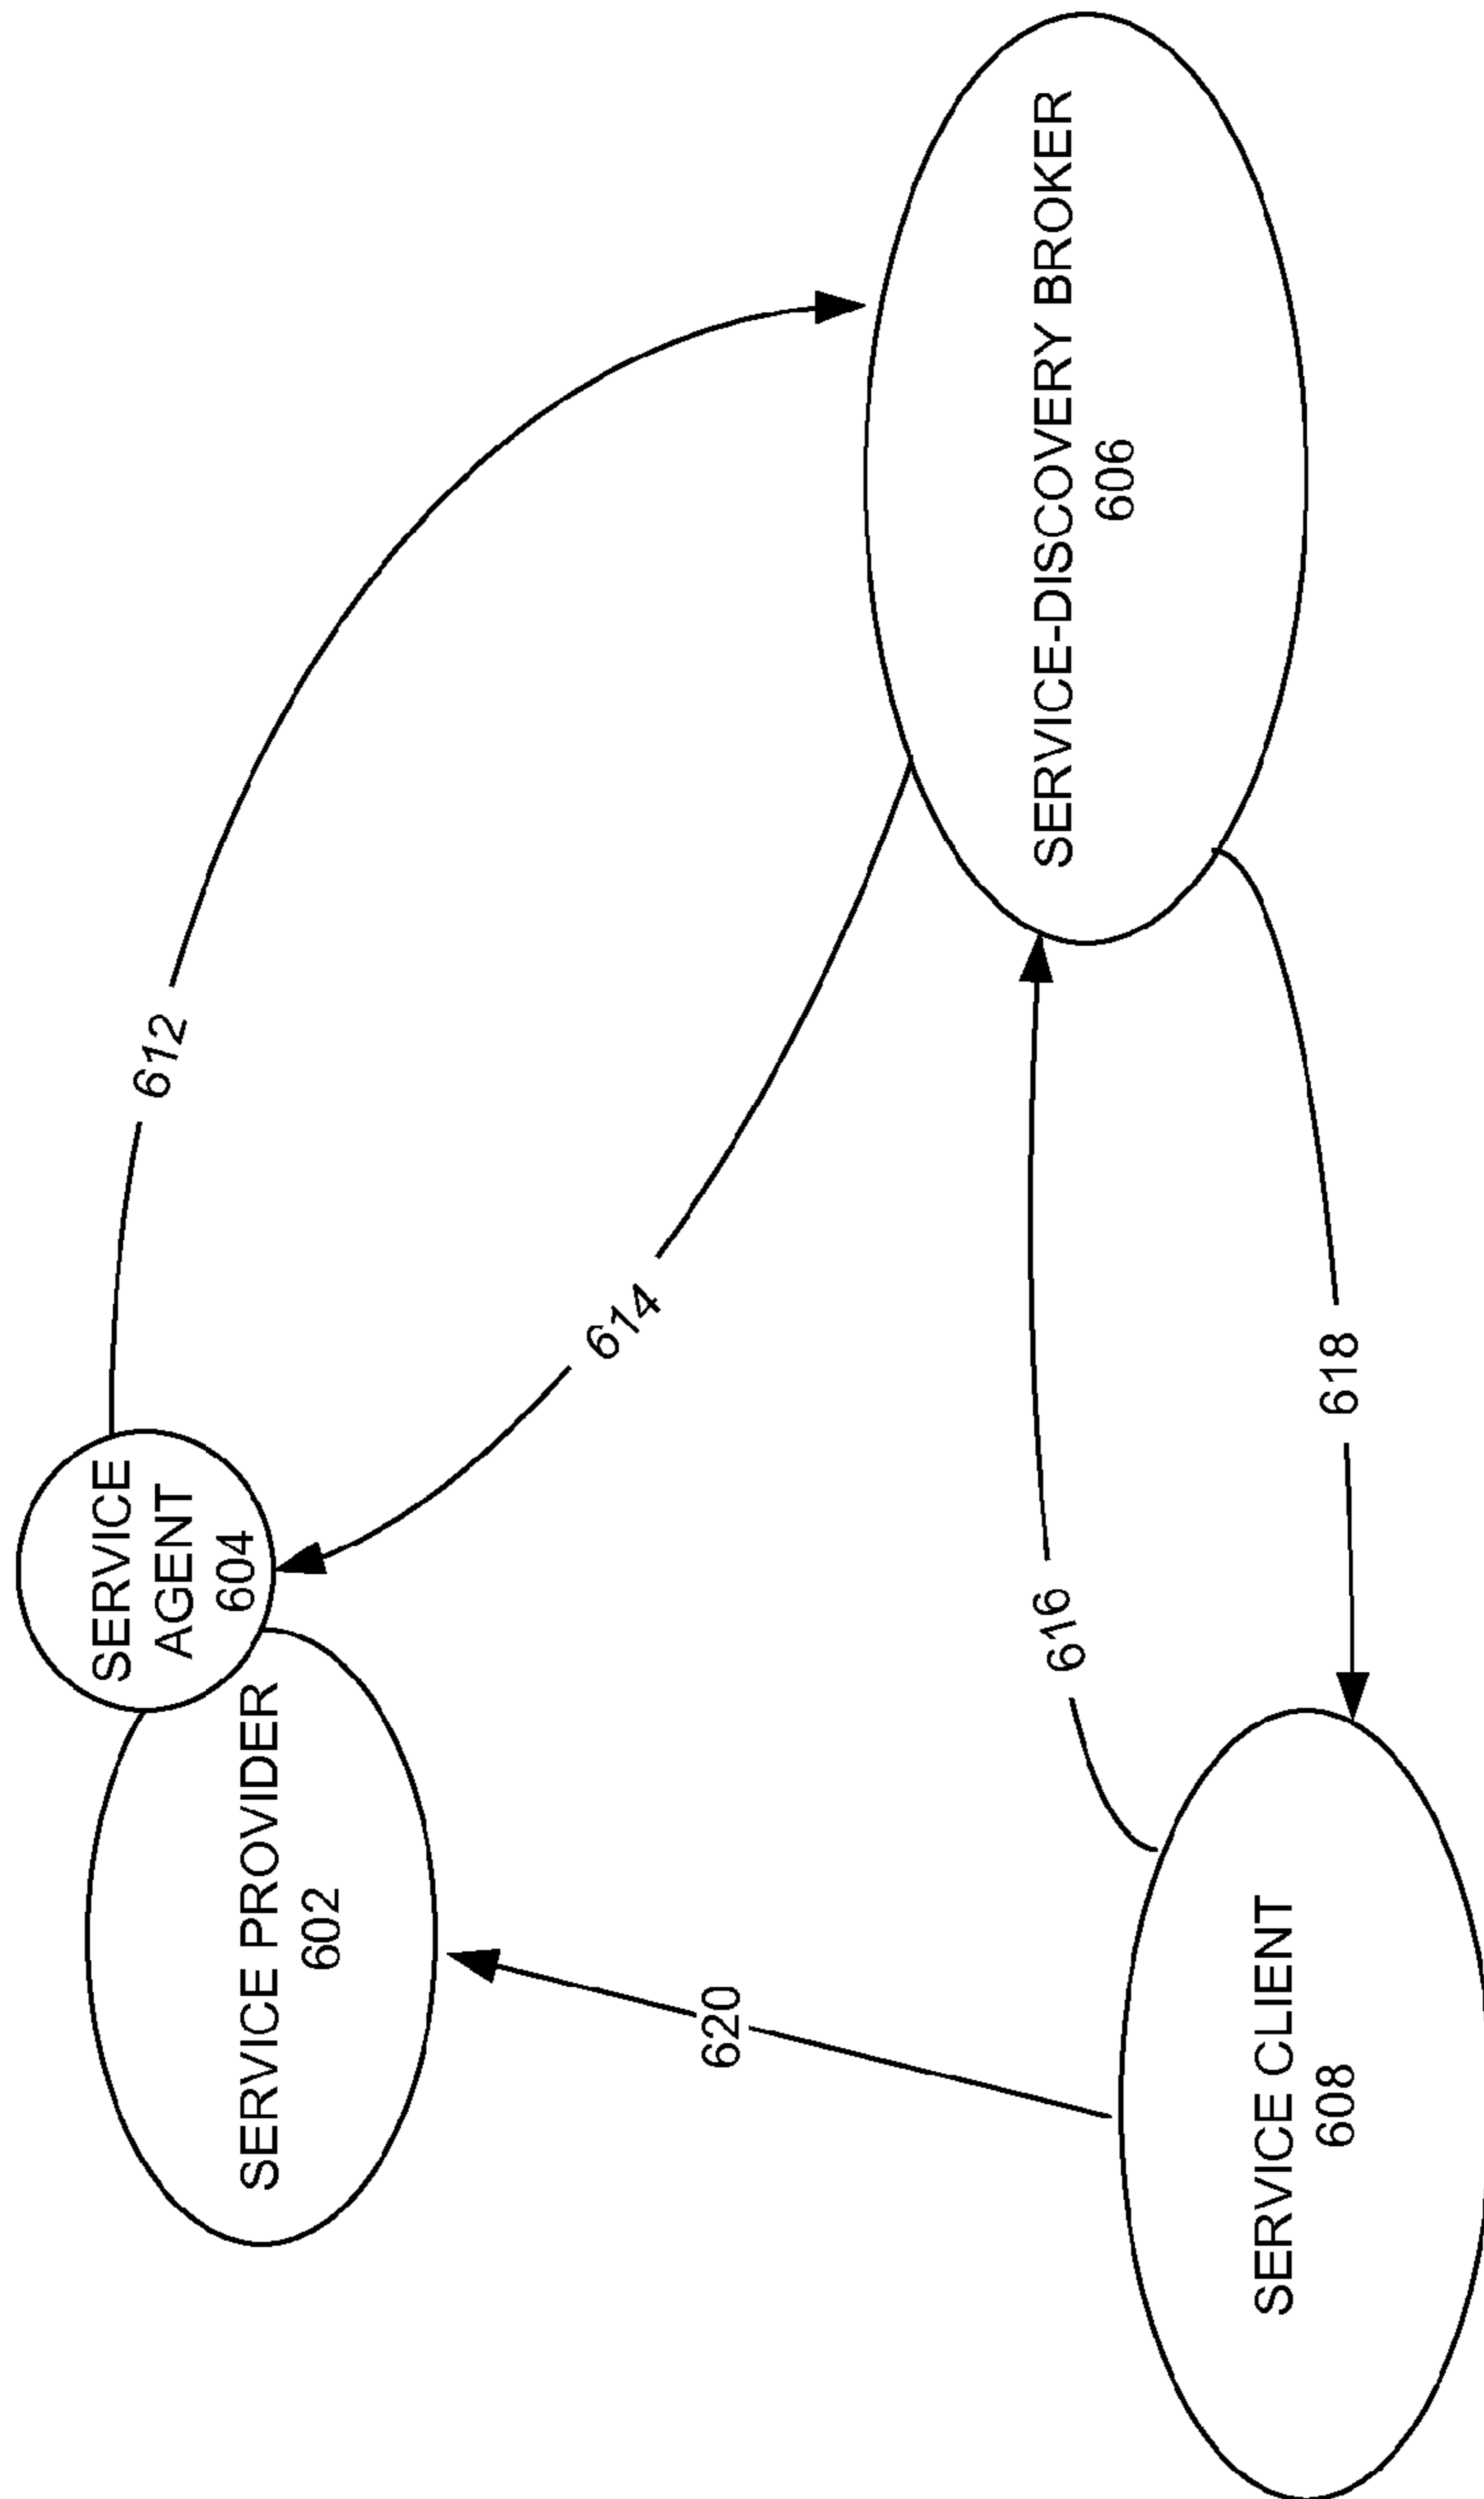 SERVICE
AGENT
604
SERVICE PROVIDER
602
612
614
620
SERVICE-DISCOVERY BROKER
606
616
618
SERVICE CLIENT
608